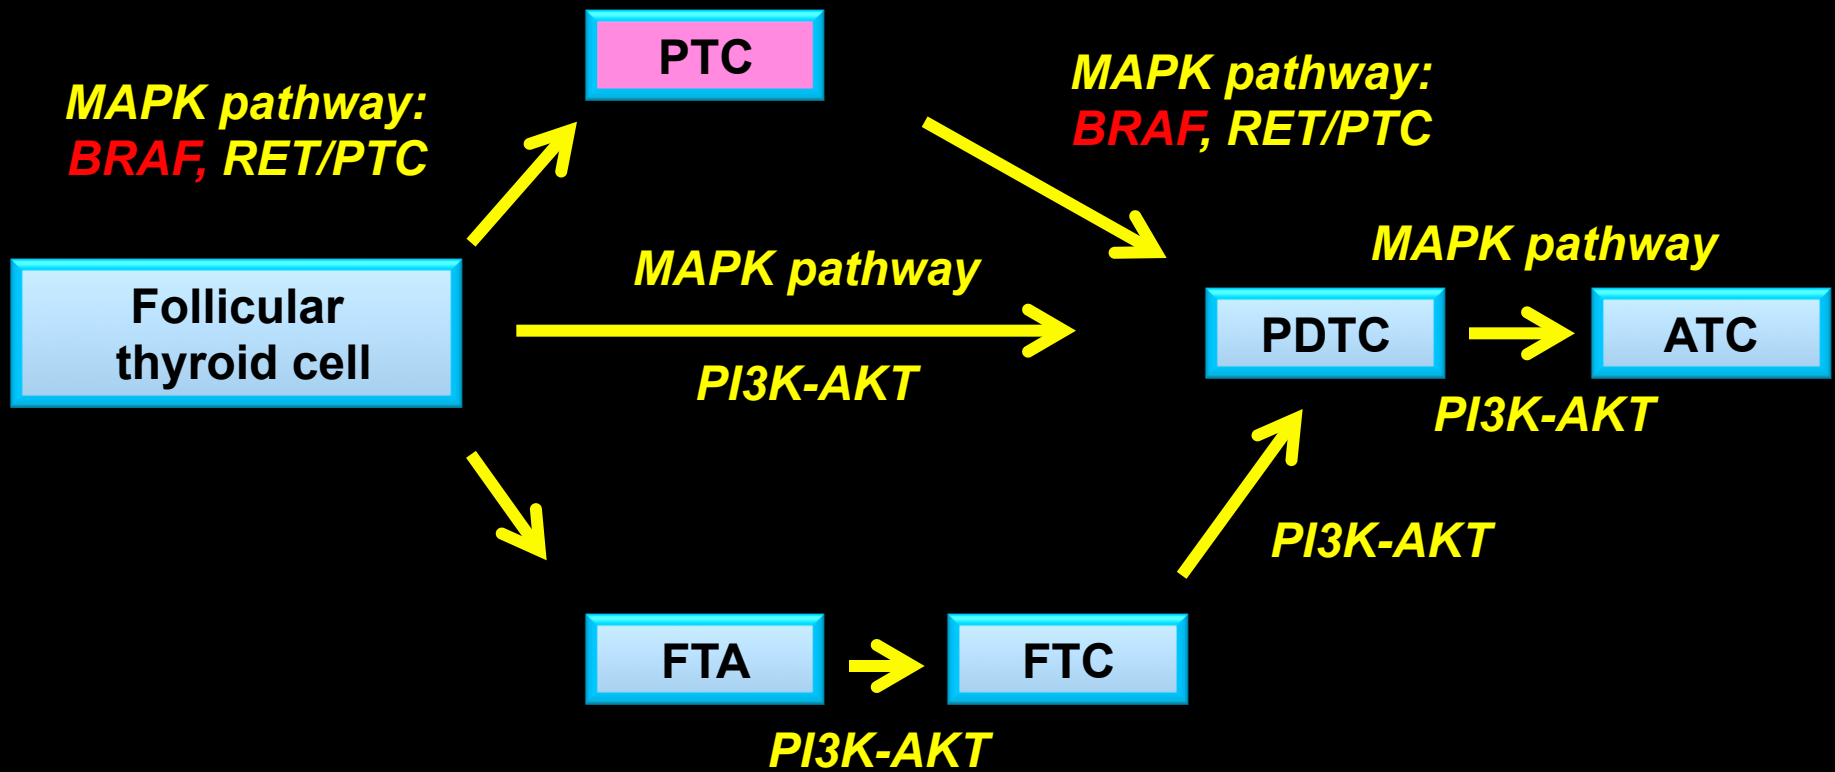 PTC
MAPK pathway:
BRAF, RET/PTC
MAPK pathway:
BRAF, RET/PTC
Follicular
thyroid cell
MAPK pathway
PI3K-AKT
MAPK pathway
PDTC
ATC
PI3K-AKT
PI3K-AKT
FTA
FTC
PI3K-AKT